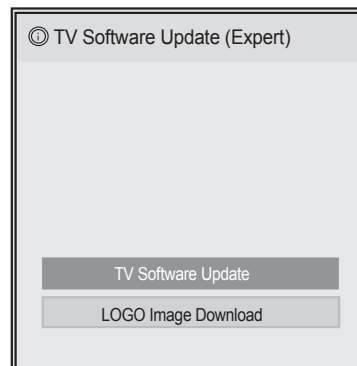 ⓘ TV Software Update (Expert)
TV Software Update
LOGO Image Download